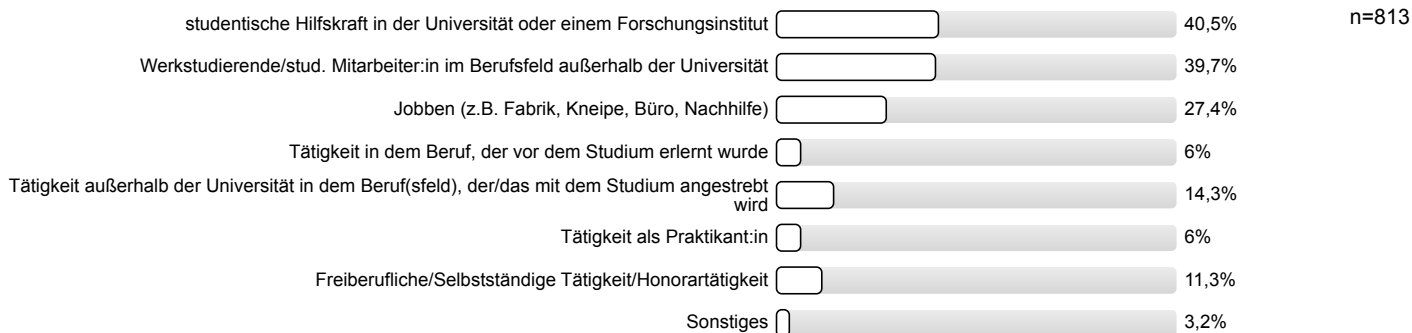 studentische Hilfskraft in der Universität oder einem Forschungsinstitut 40,5% n=813
Werkstudierende/stud. Mitarbeiter:in im Berufsfeld außerhalb der Universität 39,7%
Jobben (z.B. Fabrik, Kneipe, Büro, Nachhilfe) 27,4%
Tätigkeit in dem Beruf, der vor dem Studium erlernt wurde 6%
Tätigkeit außerhalb der Universität in dem Beruf(sfeld), der/das mit dem Studium angestrebt
wird 14,3%
Tätigkeit als Praktikant:in 6%
Freiberufliche/Selbstständige Tätigkeit/Honorartätigkeit 11,3%
Sonstiges 3,2%